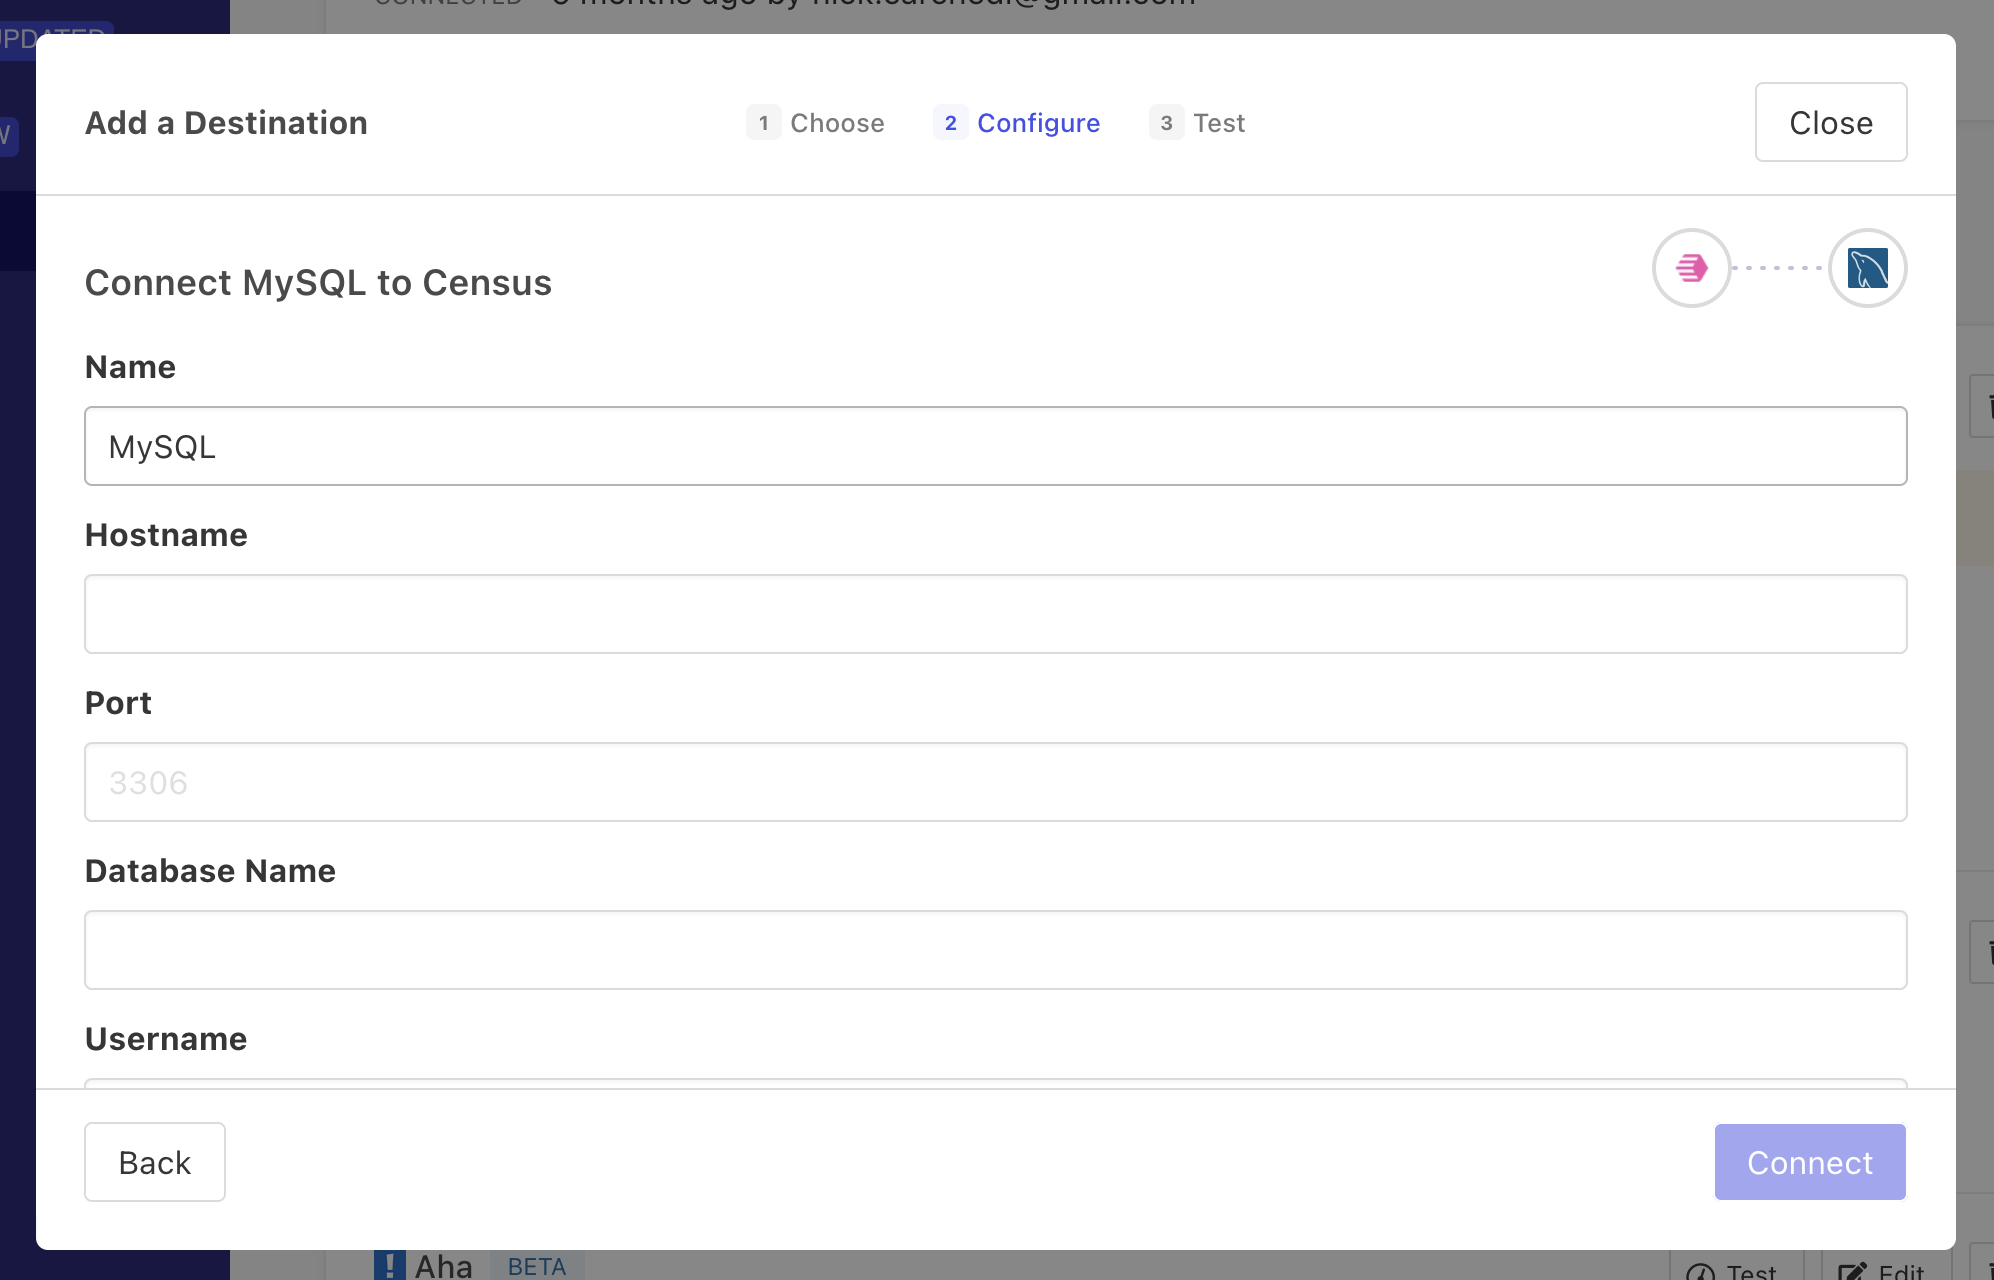 UPDATED
Add a Destination
1 Choose
2 Configure
3 Test
Close
Connect MySQL to Census
Name
MySQL
Hostname
Port
3306
Database Name
Username
Back
Connect
Aha BETA
Test
Edit